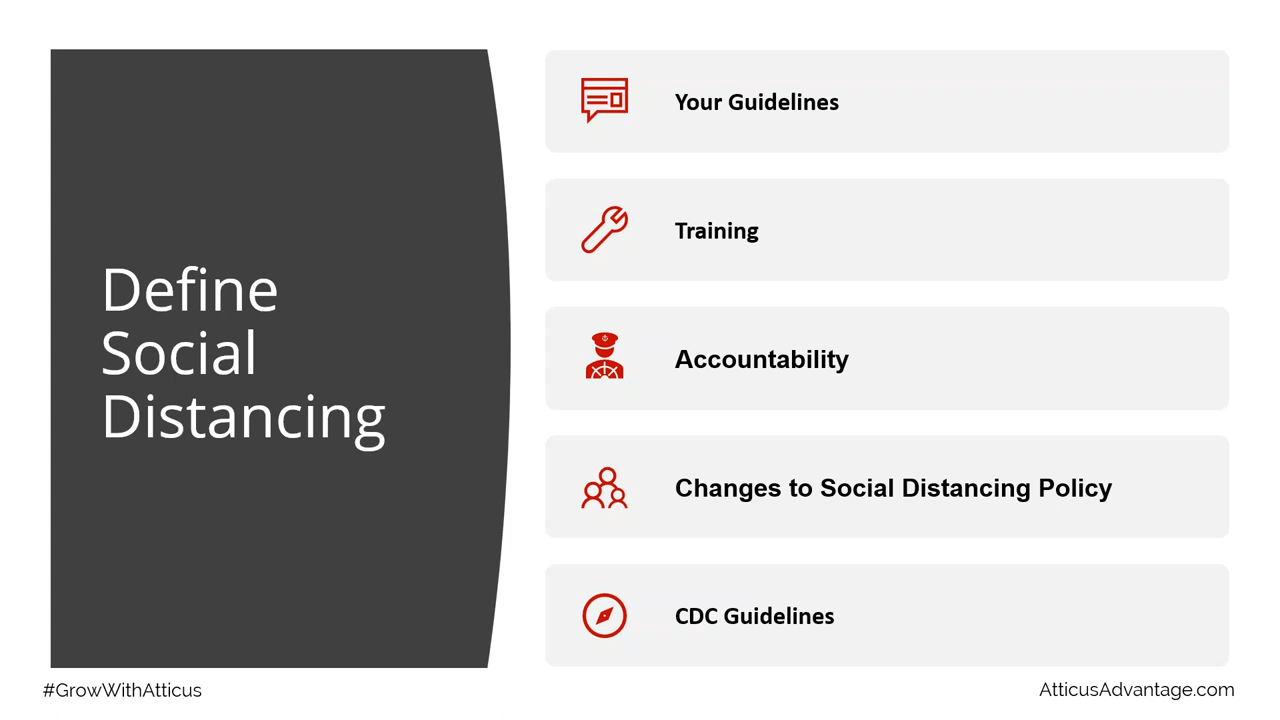 Define
Social
Distancing
Your Guidelines
Training
Accountability
Changes to Social Distancing Policy
CDC Guidelines
#GrowWithAtticus
AtticusAdvantage.com